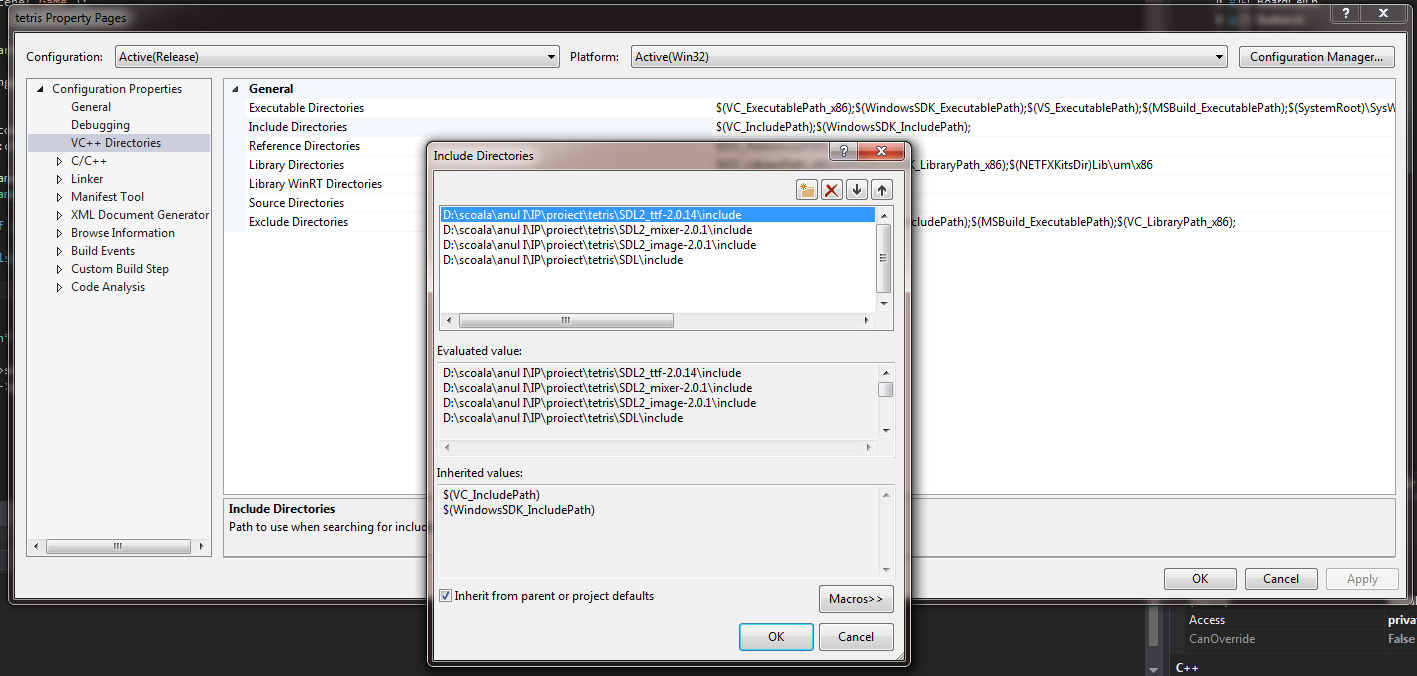 tetris Property Pages
Configuration: Active(Release) Platform: Active(Win32) Configuration Manager...
Configuration Properties
General
Debugging
VC++ Directories
C/C++
Linker
Manifest Tool
XML Document Generator
Browse Information
Build Events
Custom Build Step
Code Analysis
General
Executable Directories $(VC_ExecutablePath_x86);$(WindowsSDK_ExecutablePath);$(VS_ExecutablePath);$(MSBuild_ExecutablePath);$(SystemRoot)\SysW
Include Directories $(VC_IncludePath);$(WindowsSDK_IncludePath);
Reference Directories
Library Directories K_LibraryPath_x86);$(NETFXKitsDir)Lib\um\x86
Library WinRT Directories
Source Directories
Exclude Directories cludePath);$(MSBuild_ExecutablePath);$(VC_LibraryPath_x86);
Include Directories
Path to use when searching for includ
OK Cancel Apply
Include Directories
D:\scoala\anul I\IP\proiect\tetris\SDL2_ttf-2.0.14\include
D:\scoala\anul I\IP\proiect\tetris\SDL2_mixer-2.0.1\include
D:\scoala\anul I\IP\proiect\tetris\SDL2_image-2.0.1\include
D:\scoala\anul I\IP\proiect\tetris\SDL\include
Evaluated value:
D:\scoala\anul I\IP\proiect\tetris\SDL2_ttf-2.0.14\include
D:\scoala\anul I\IP\proiect\tetris\SDL2_mixer-2.0.1\include
D:\scoala\anul I\IP\proiect\tetris\SDL2_image-2.0.1\include
D:\scoala\anul I\IP\proiect\tetris\SDL\include
Inherited values:
$(VC_IncludePath)
$(WindowsSDK_IncludePath)
Inherit from parent or project defaults
Macros>>
OK Cancel
Access priva
CanOverride False
C++